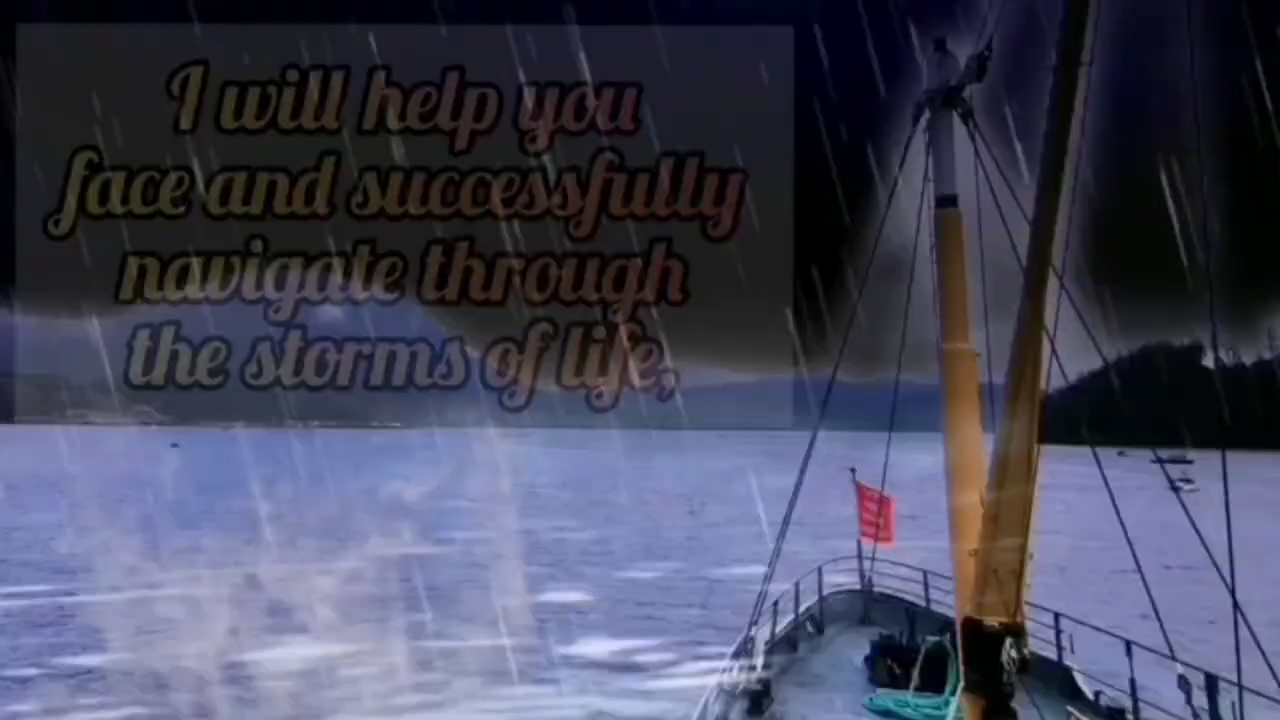 I will help you
face and successfully
navigate through
the storms of life,